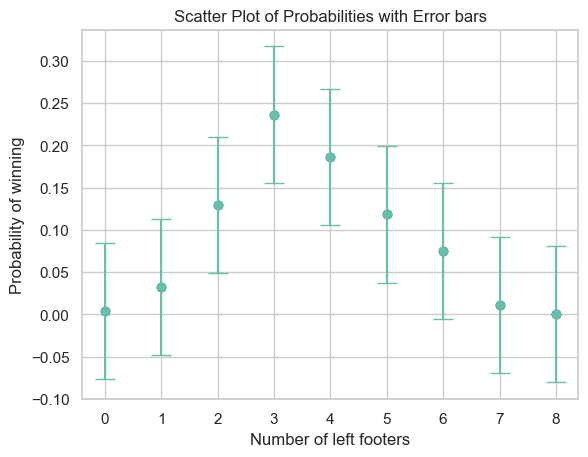 Scatter Plot of Probabilities with Error bars
Probability of winning
0.30
0.25
0.20
0.15
0.10
0.05
0.00
−0.05
−0.10
0 1 2 3 4 5 6 7 8
Number of left footers